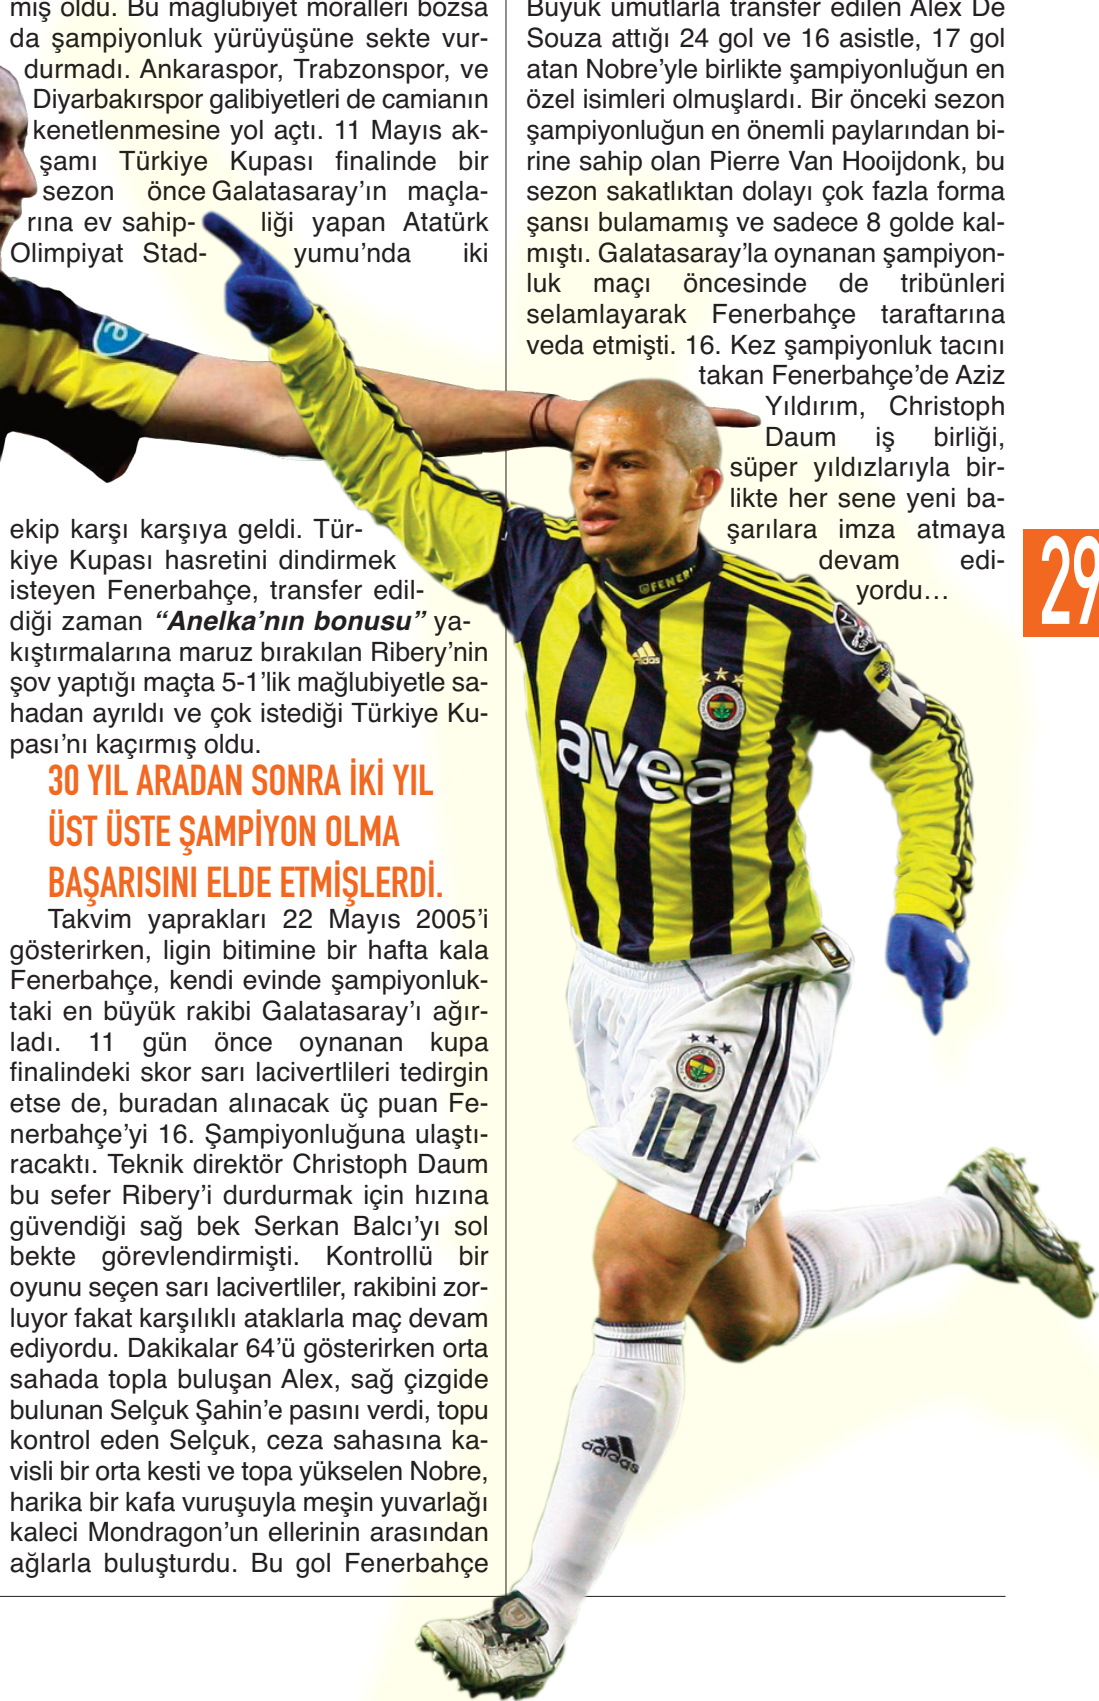 mış oldu. Bu mağlubiyet moralleri bozsa
da şampiyonluk yürüyüşüne sekte vur-
durmadı. Ankaraspor, Trabzonspor, ve
Diyarbakırspor galibiyetleri de camianın
kenetlenmesine yol açtı. 11 Mayıs ak-
şamı Türkiye Kupası finalinde bir
sezon önce Galatasaray’ın maçla-
rına ev sahip- liği yapan Atatürk
Olimpiyat Stad- yumu’nda iki
ekip karşı karşıya geldi. Tür-
kiye Kupası hasretini dindirmek
isteyen Fenerbahçe, transfer edil-
diği zaman “Anelka’nın bonusu” ya-
kıştırmalarına maruz bırakılan Ribery’nin
şov yaptığı maçta 5-1’lik mağlubiyetle sa-
hadan ayrıldı ve çok istediği Türkiye Ku-
pası’nı kaçırmış oldu.
30 YIL ARADAN SONRA İKİ YIL
ÜST ÜSTE ŞAMPİYON OLMA
BAŞARISINI ELDE ETMİŞLERDİ.
Takvim yaprakları 22 Mayıs 2005’i
gösterirken, ligin bitimine bir hafta kala
Fenerbahçe, kendi evinde şampiyonluk-
taki en büyük rakibi Galatasaray’ı ağır-
ladı. 11 gün önce oynanan kupa
finalindeki skor sarı lacivertlileri tedirgin
etse de, buradan alınacak üç puan Fe-
nerbahçe’yi 16. Şampiyonluğuna ulaştı-
racaktı. Teknik direktör Christoph Daum
bu sefer Ribery’i durdurmak için hızına
güvendiği sağ bek Serkan Balcı’yı sol
bekte görevlendirmişti. Kontrollü bir
oyunu seçen sarı lacivertliler, rakibini zor-
luyor fakat karşılıklı ataklarla maç devam
ediyordu. Dakikalar 64’ü gösterirken orta
sahada topla buluşan Alex, sağ çizgide
bulunan Selçuk Şahin’e pasını verdi, topu
kontrol eden Selçuk, ceza sahasına ka-
visli bir orta kesti ve topa yükselen Nobre,
harika bir kafa vuruşuyla meşin yuvarlağı
kaleci Mondragon’un ellerinin arasından
ağlarla buluşturdu. Bu gol Fenerbahçe
Büyük umutlarla transfer edilen Alex De
Souza attığı 24 gol ve 16 asistle, 17 gol
atan Nobre’yle birlikte şampiyonluğun en
özel isimleri olmuşlardı. Bir önceki sezon
şampiyonluğun en önemli paylarından bi-
rine sahip olan Pierre Van Hooijdonk, bu
sezon sakatlıktan dolayı çok fazla forma
şansı bulamamış ve sadece 8 golde kal-
mıştı. Galatasaray’la oynanan şampiyon-
luk maçı öncesinde de tribünleri
selamlayarak Fenerbahçe taraftarına
veda etmişti. 16. Kez şampiyonluk tacını
takan Fenerbahçe’de Aziz
Yıldırım, Christoph
Daum iş birliği,
süper yıldızlarıyla bir-
likte her sene yeni ba-
şarılara imza atmaya
devam edi-
yordu…
29
FENER
adidas
avea
10
adidas